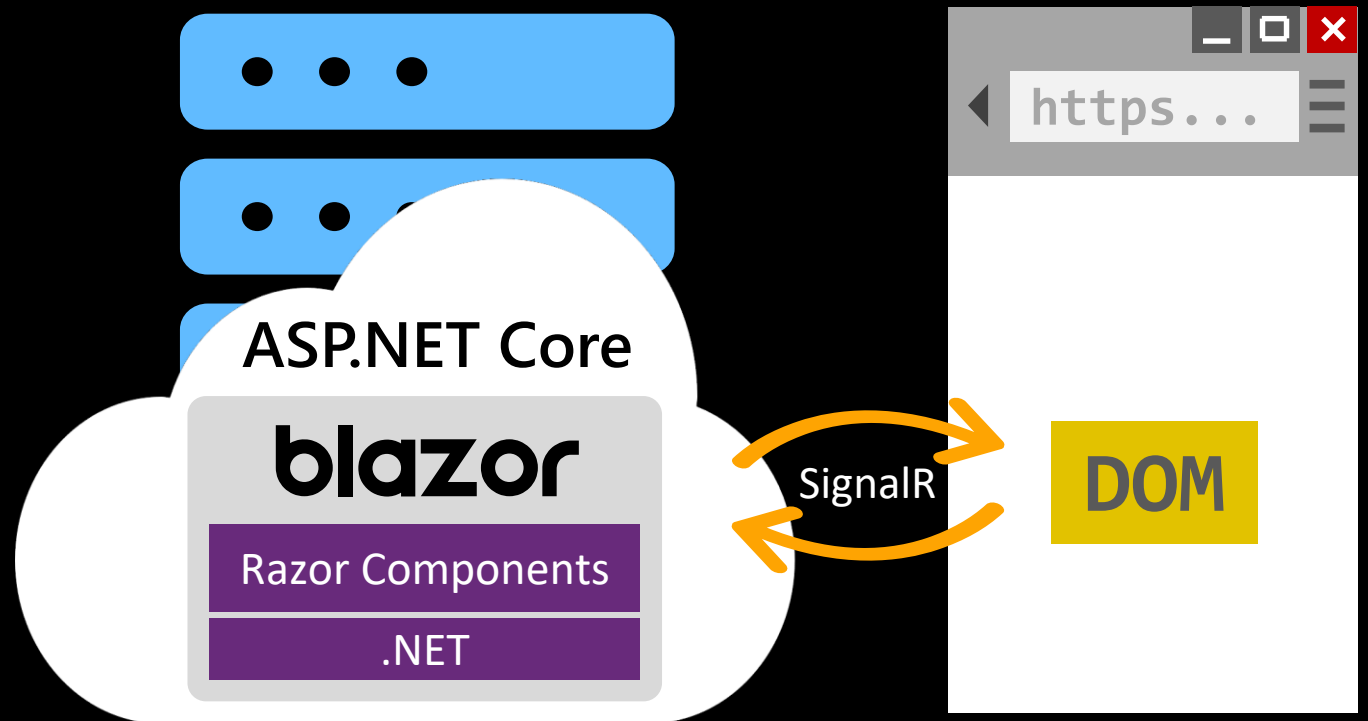 https...
ASP.NET Core
blazor
SignalR
DOM
Razor Components
.NET